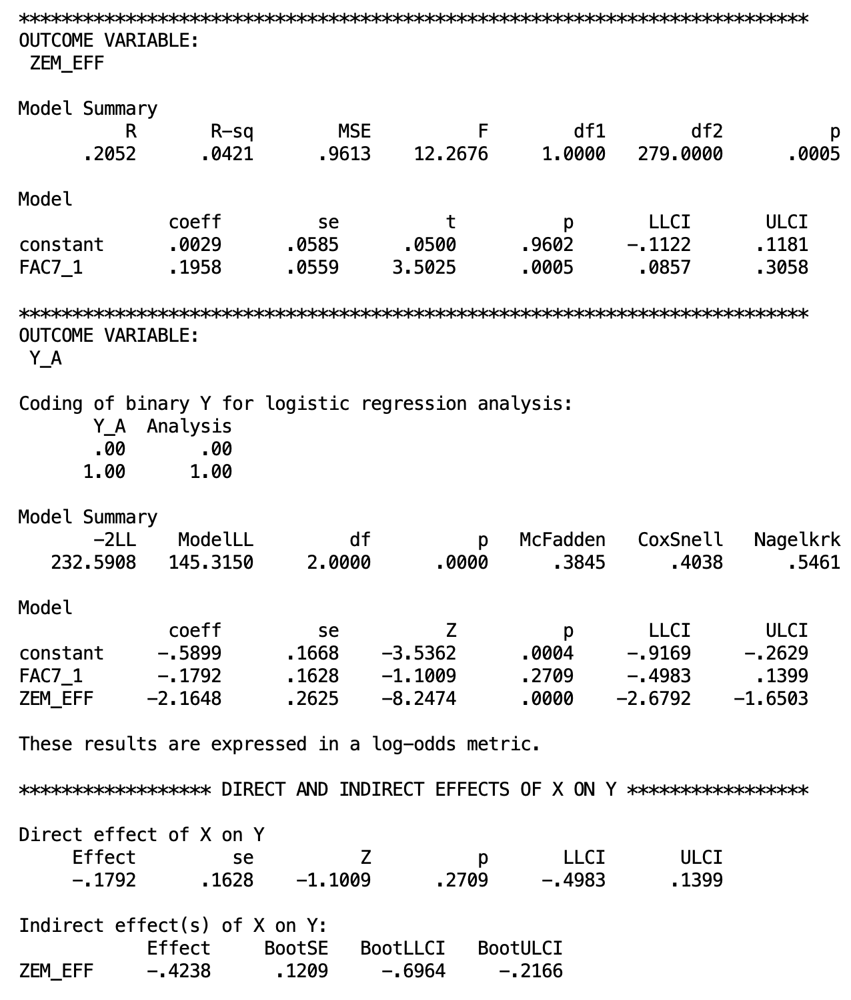 **************************************************************************
OUTCOME VARIABLE:
 ZEM_EFF

Model Summary
          R       R-sq        MSE          F        df1        df2          p
      .2052      .0421      .9613    12.2676     1.0000   279.0000      .0005

Model
              coeff         se          t          p       LLCI       ULCI
constant      .0029      .0585      .0500      .9602     -.1122      .1181
FAC7_1        .1958      .0559     3.5025      .0005      .0857      .3058

**************************************************************************
OUTCOME VARIABLE:
 Y_A

Coding of binary Y for logistic regression analysis:
       Y_A  Analysis
       .00       .00
      1.00      1.00

Model Summary
       -2LL    ModelLL         df          p   McFadden   CoxSnell   Nagelkrk
   232.5908   145.3150     2.0000      .0000      .3845      .4038      .5461

Model
              coeff         se          Z          p       LLCI       ULCI
constant     -.5899      .1668    -3.5362      .0004     -.9169     -.2629
FAC7_1       -.1792      .1628    -1.1009      .2709     -.4983      .1399
ZEM_EFF     -2.1648      .2625    -8.2474      .0000    -2.6792    -1.6503

These results are expressed in a log-odds metric.

****************** DIRECT AND INDIRECT EFFECTS OF X ON Y *****************

Direct effect of X on Y
     Effect         se          Z          p       LLCI       ULCI
     -.1792      .1628    -1.1009      .2709     -.4983      .1399

Indirect effect(s) of X on Y:
            Effect     BootSE   BootLLCI   BootULCI
ZEM_EFF     -.4238      .1209     -.6964     -.2166